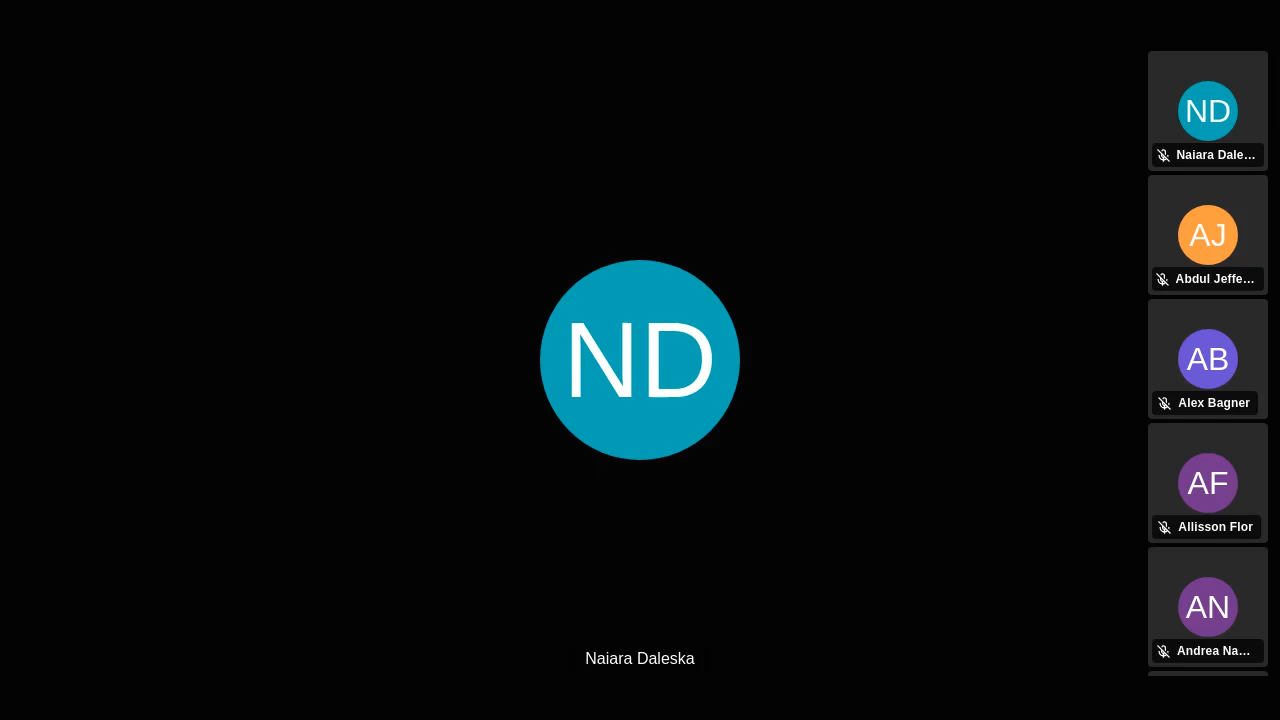 ND
Naiara Daleska
ND
Naiara Dale...
AJ
Abdul Jeffe...
AB
Alex Bagner
AF
Allisson Flor
AN
Andrea Na...